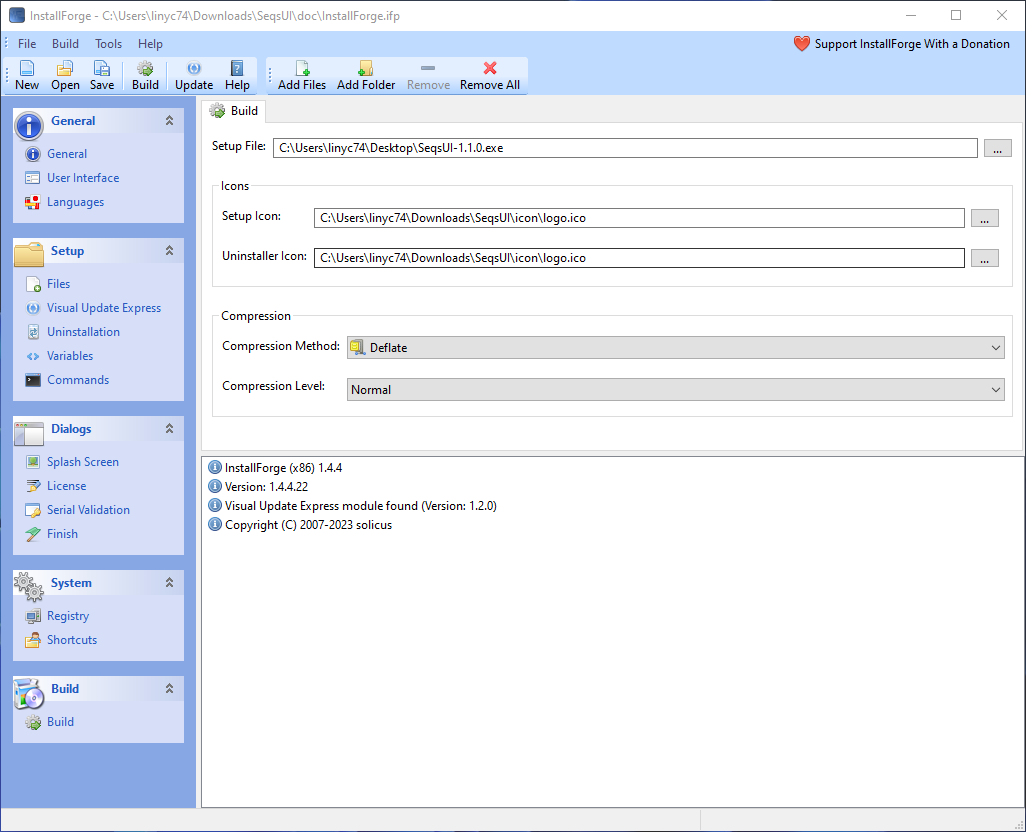 InstallForge - C:\Users\linyc74\Downloads\SeqsUI\doc\InstallForge.ifp
File Build Tools Help
Support InstallForge With a Donation
New Open Save Build Update Help Add Files Add Folder Remove Remove All
General
General
User Interface
Languages
Setup
Files
Visual Update Express
Uninstallation
Variables
Commands
Dialogs
Splash Screen
License
Serial Validation
Finish
System
Registry
Shortcuts
Build
Build
Build
Setup File: C:\Users\linyc74\Desktop\SeqsUI-1.1.0.exe ...
Icons
Setup Icon: C:\Users\linyc74\Downloads\SeqsUI\icon\logo.ico ...
Uninstaller Icon: C:\Users\linyc74\Downloads\SeqsUI\icon\logo.ico ...
Compression
Compression Method: Deflate
Compression Level: Normal
InstallForge (x86) 1.4.4
Version: 1.4.4.22
Visual Update Express module found (Version: 1.2.0)
Copyright (C) 2007-2023 solicus